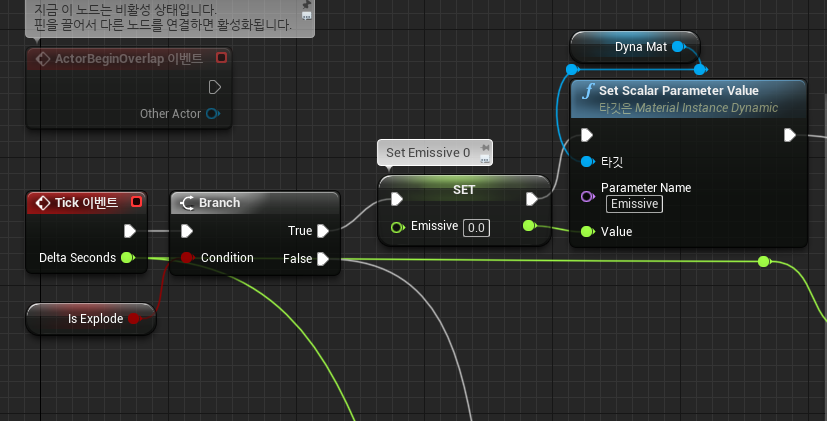 지금 이 노드는 비활성 상태입니다.
핀을 끌어서 다른 노드를 연결하면 활성화됩니다.
ActorBeginOverlap 이벤트
Other Actor
Dyna Mat
Set Scalar Parameter Value
타깃은 Material Instance Dynamic
타깃
Parameter Name
Emissive
Value
Set Emissive 0
SET
Emissive 0.0
Tick 이벤트
Delta Seconds
Branch
True
Condition False
Is Explode